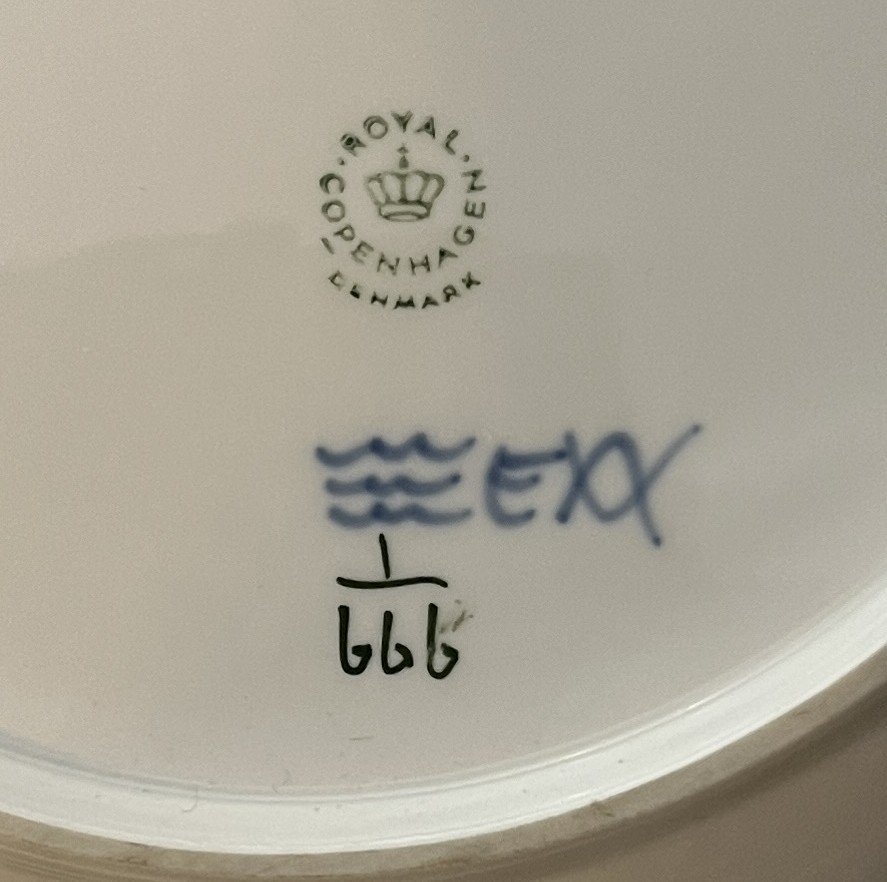 ROYAL
COPENHAGEN
DENMARK
1
666